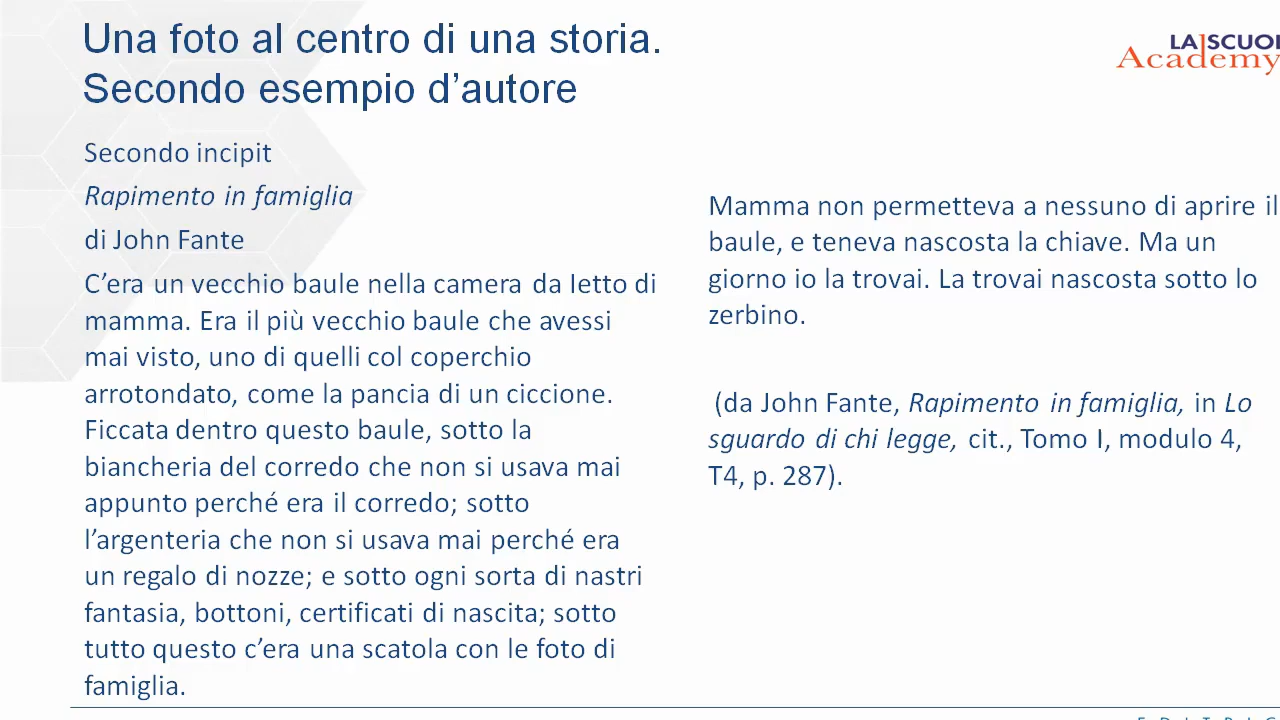 Una foto al centro di una storia.
Secondo esempio d'autore
LA SCUOL
Academy
Secondo incipit
Rapimento in famiglia
di John Fante
C'era un vecchio baule nella camera da letto di
mamma. Era il più vecchio baule che avessi
mai visto, uno di quelli col coperchio
arrotondato, come la pancia di un ciccione.
Ficcata dentro questo baule, sotto la
biancheria del corredo che non si usava mai
appunto perché era il corredo; sotto
l'argenteria che non si usava mai perché era
un regalo di nozze; e sotto ogni sorta di nastri
fantasia, bottoni, certificati di nascita; sotto
tutto questo c'era una scatola con le foto di
famiglia.
Mamma non permetteva a nessuno di aprire il
baule, e teneva nascosta la chiave. Ma un
giorno io la trovai. La trovai nascosta sotto lo
zerbino.
(da John Fante, Rapimento in famiglia, in Lo
sguardo di chi legge, cit., Tomo I, modulo 4,
T4, p. 287).